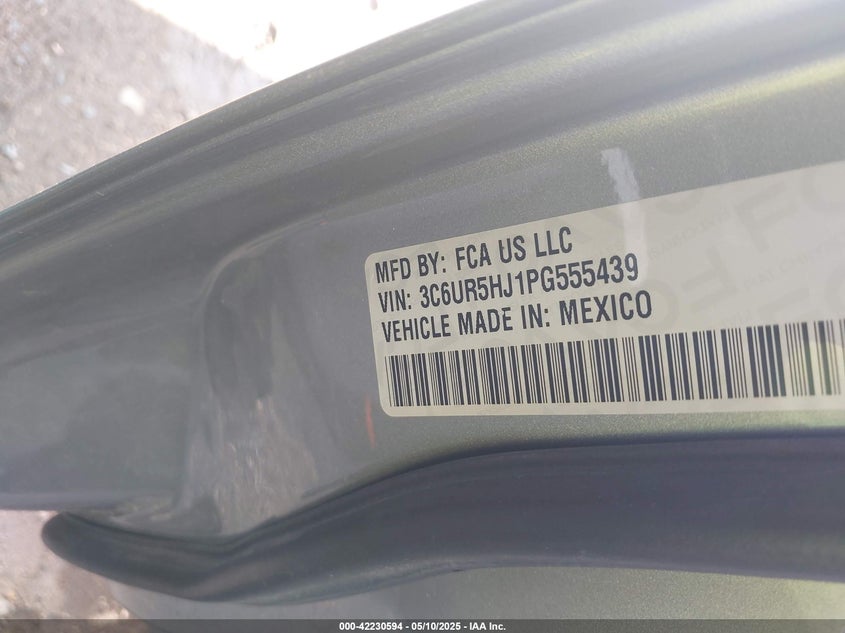 MFD BY: FCA US LLC
VIN: 3C6UR5HJ1PG555439
VEHICLE MADE IN: MEXICO
000-42230594 - 05/10/2025 - IAA Inc.